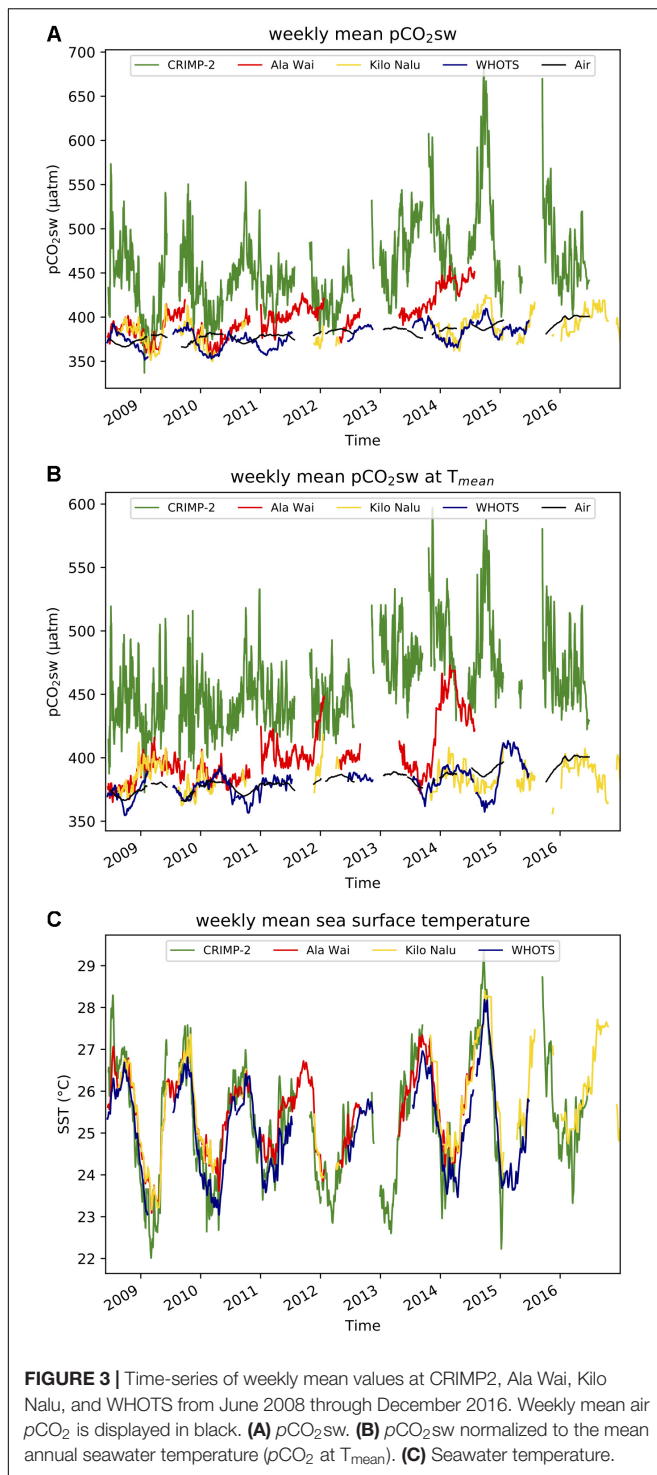 A
weekly mean pCO₂sw
CRIMP-2 Ala Wai Kilo Nalu WHOTS Air
700
650
600
550
500
450
400
350
pCO₂sw (µatm)
2009 2010 2011 2012 2013 2014 2015 2016
Time
B
weekly mean pCO₂sw at Tmean
CRIMP-2 Ala Wai Kilo Nalu WHOTS Air
600
550
500
450
400
350
pCO₂sw (µatm)
2009 2010 2011 2012 2013 2014 2015 2016
Time
C
weekly mean sea surface temperature
CRIMP-2 Ala Wai Kilo Nalu WHOTS
29
28
27
26
25
24
23
22
SST (°C)
2009 2010 2011 2012 2013 2014 2015 2016
Time
FIGURE 3 | Time-series of weekly mean values at CRIMP2, Ala Wai, Kilo
Nalu, and WHOTS from June 2008 through December 2016. Weekly mean air
pCO₂ is displayed in black. (A) pCO₂sw. (B) pCO₂sw normalized to the mean
annual seawater temperature (pCO₂ at Tmean). (C) Seawater temperature.